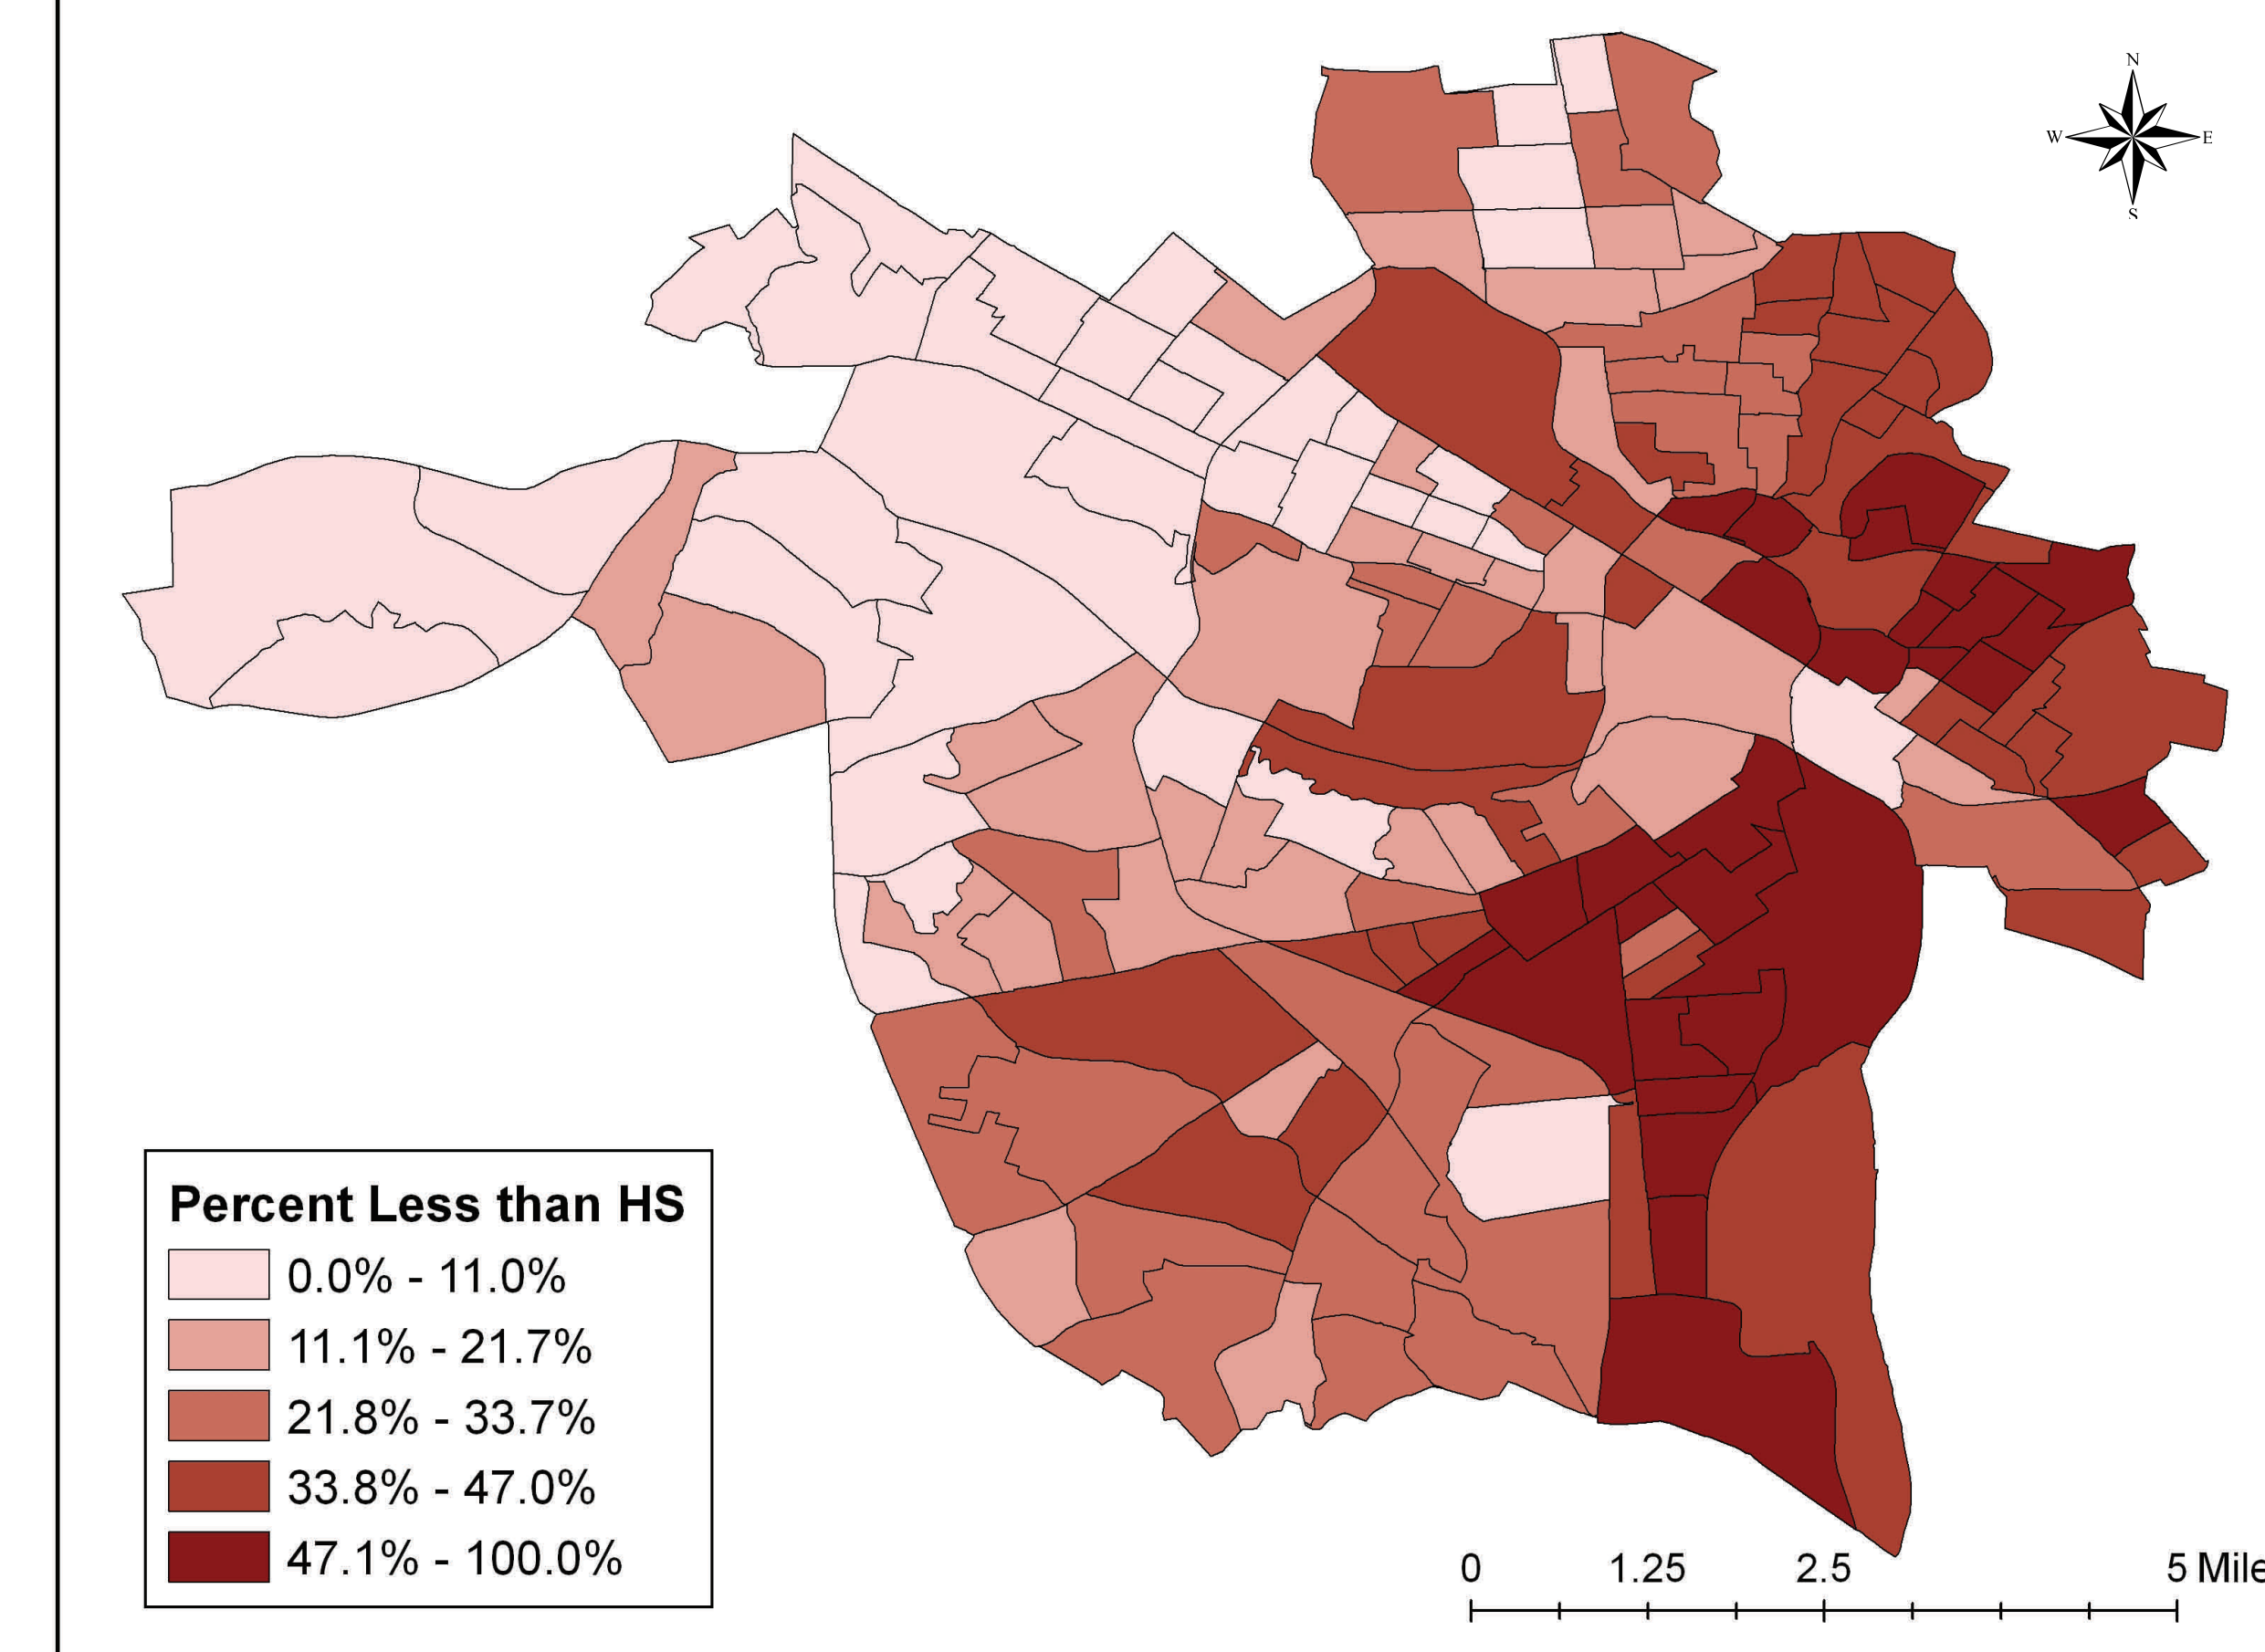 N
W E
S
Percent Less than HS
0.0% - 11.0%
11.1% - 21.7%
21.8% - 33.7%
33.8% - 47.0%
47.1% - 100.0%
0 1.25 2.5 5 Mile